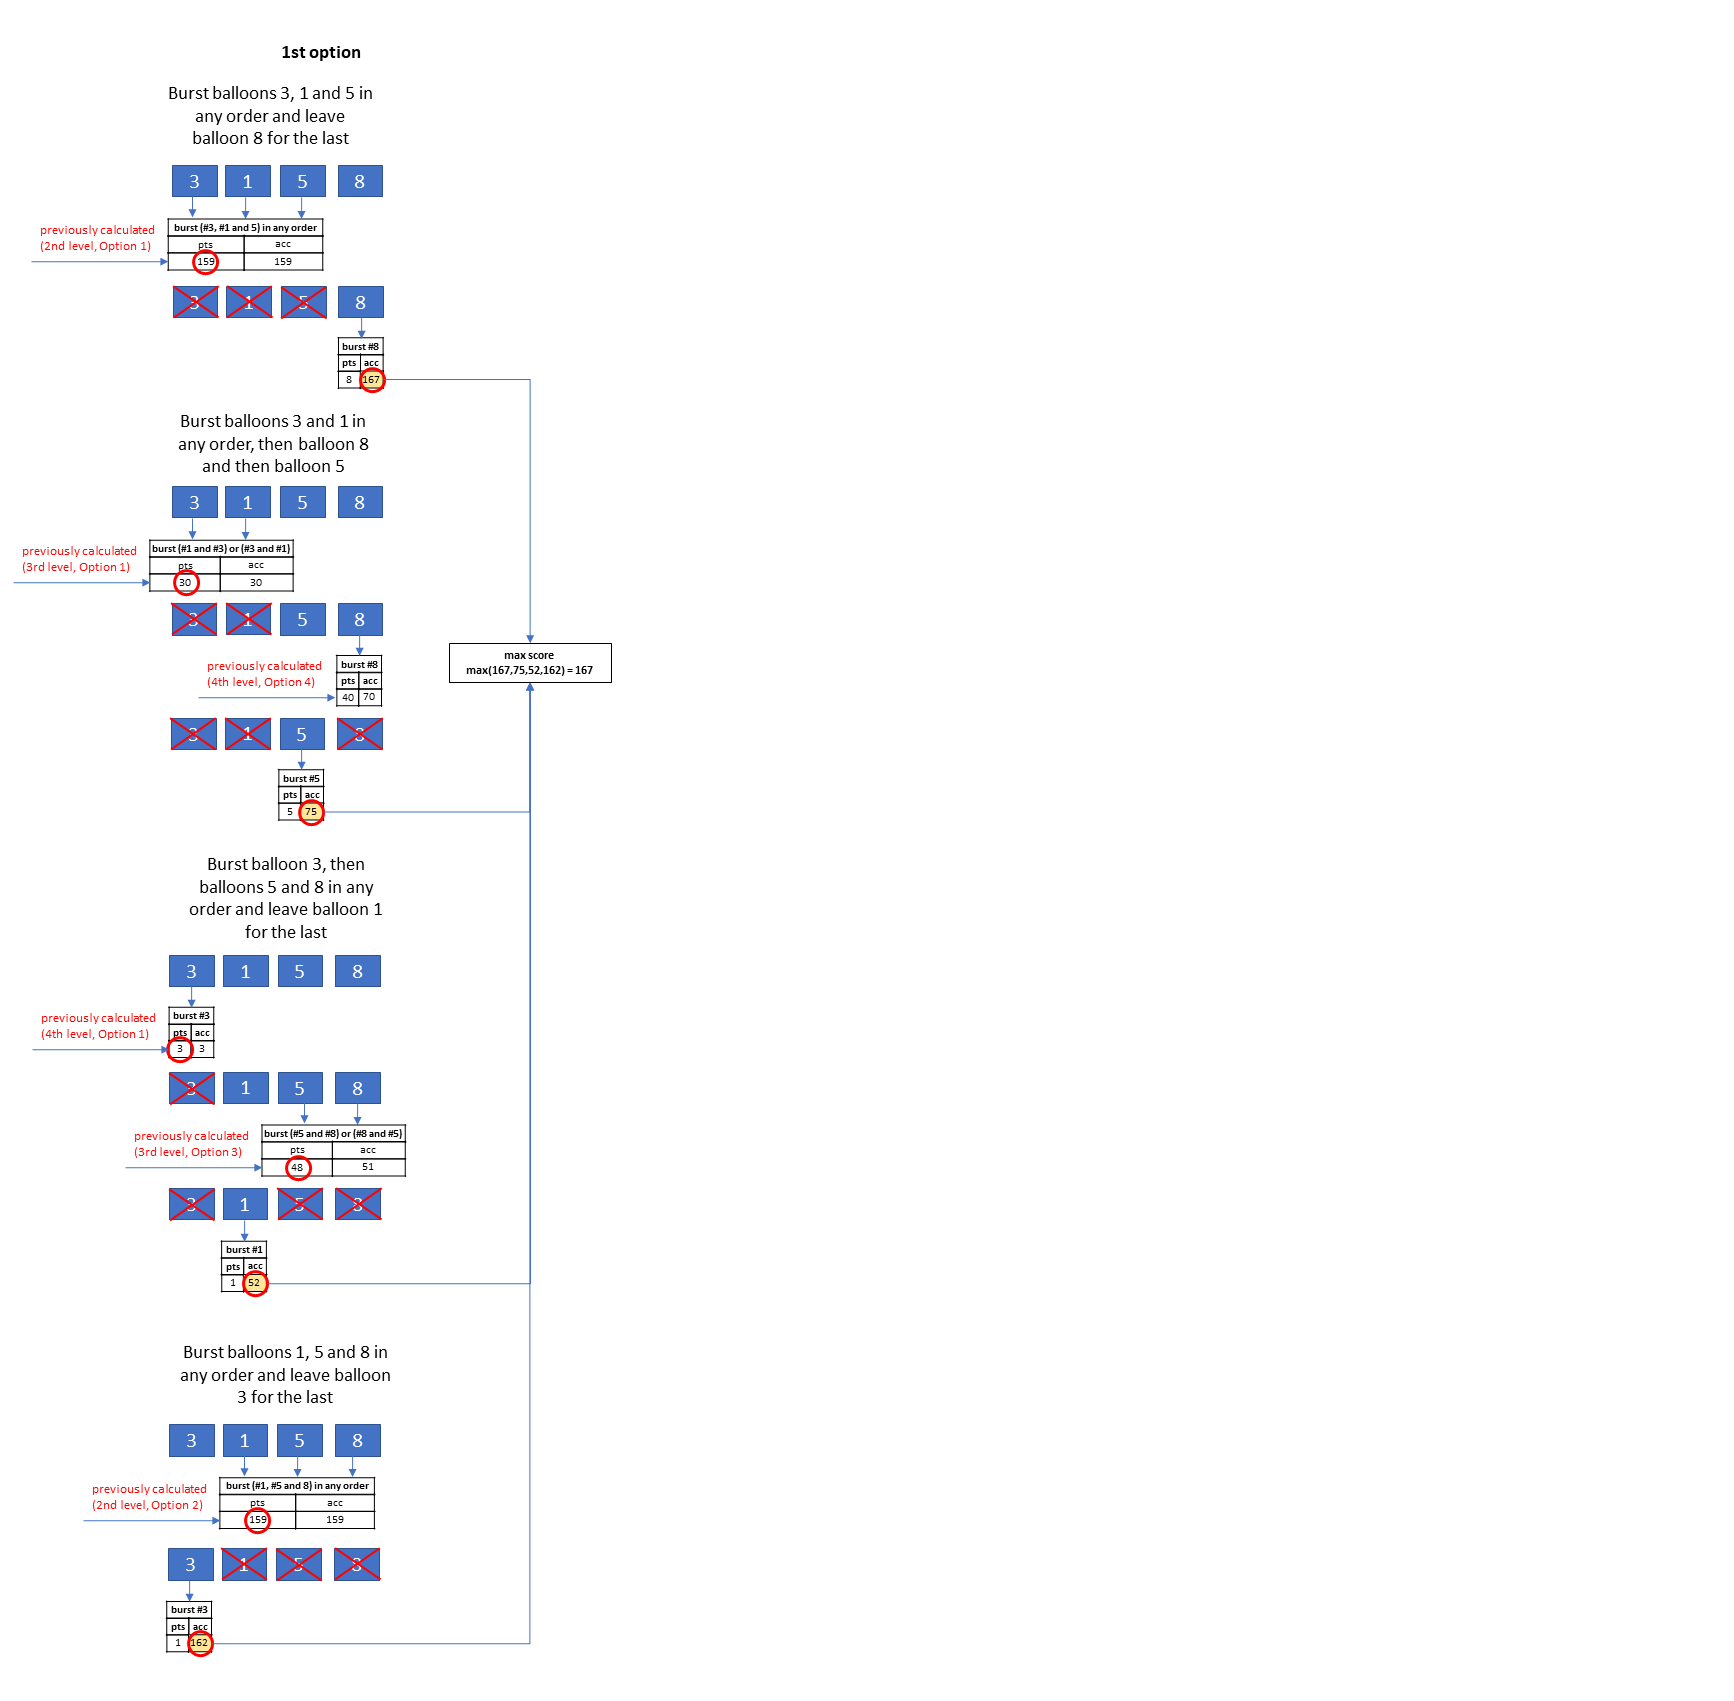 1st option
Burst balloons 3, 1 and 5 in
any order and leave
balloon 8 for the last
3 1 5 8
previously calculated
(2nd level, Option 1)
burst (#3, #1 and 5) in any order
pts acc
159 159
3 1 5 8
burst #8
pts acc
8 167
Burst balloons 3 and 1 in
any order, then balloon 8
and then balloon 5
3 1 5 8
previously calculated
(3rd level, Option 1)
burst (#1 and #3) or (#3 and #1)
pts acc
30 30
3 1 5 8
previously calculated
(4th level, Option 4)
burst #8
pts acc
40 70
max score
max(167,75,52,162) = 167
3 1 5 8
burst #5
pts acc
5 75
Burst balloon 3, then
balloons 5 and 8 in any
order and leave balloon 1
for the last
3 1 5 8
previously calculated
(4th level, Option 1)
burst #3
pts acc
3 3
3 1 5 8
previously calculated
(3rd level, Option 3)
burst (#5 and #8) or (#8 and #5)
pts acc
48 51
3 1 5 8
burst #1
pts acc
1 52
Burst balloons 1, 5 and 8 in
any order and leave balloon
3 for the last
3 1 5 8
previously calculated
(2nd level, Option 2)
burst (#1, #5 and 8) in any order
pts acc
159 159
3 1 5 8
burst #3
pts acc
1 162